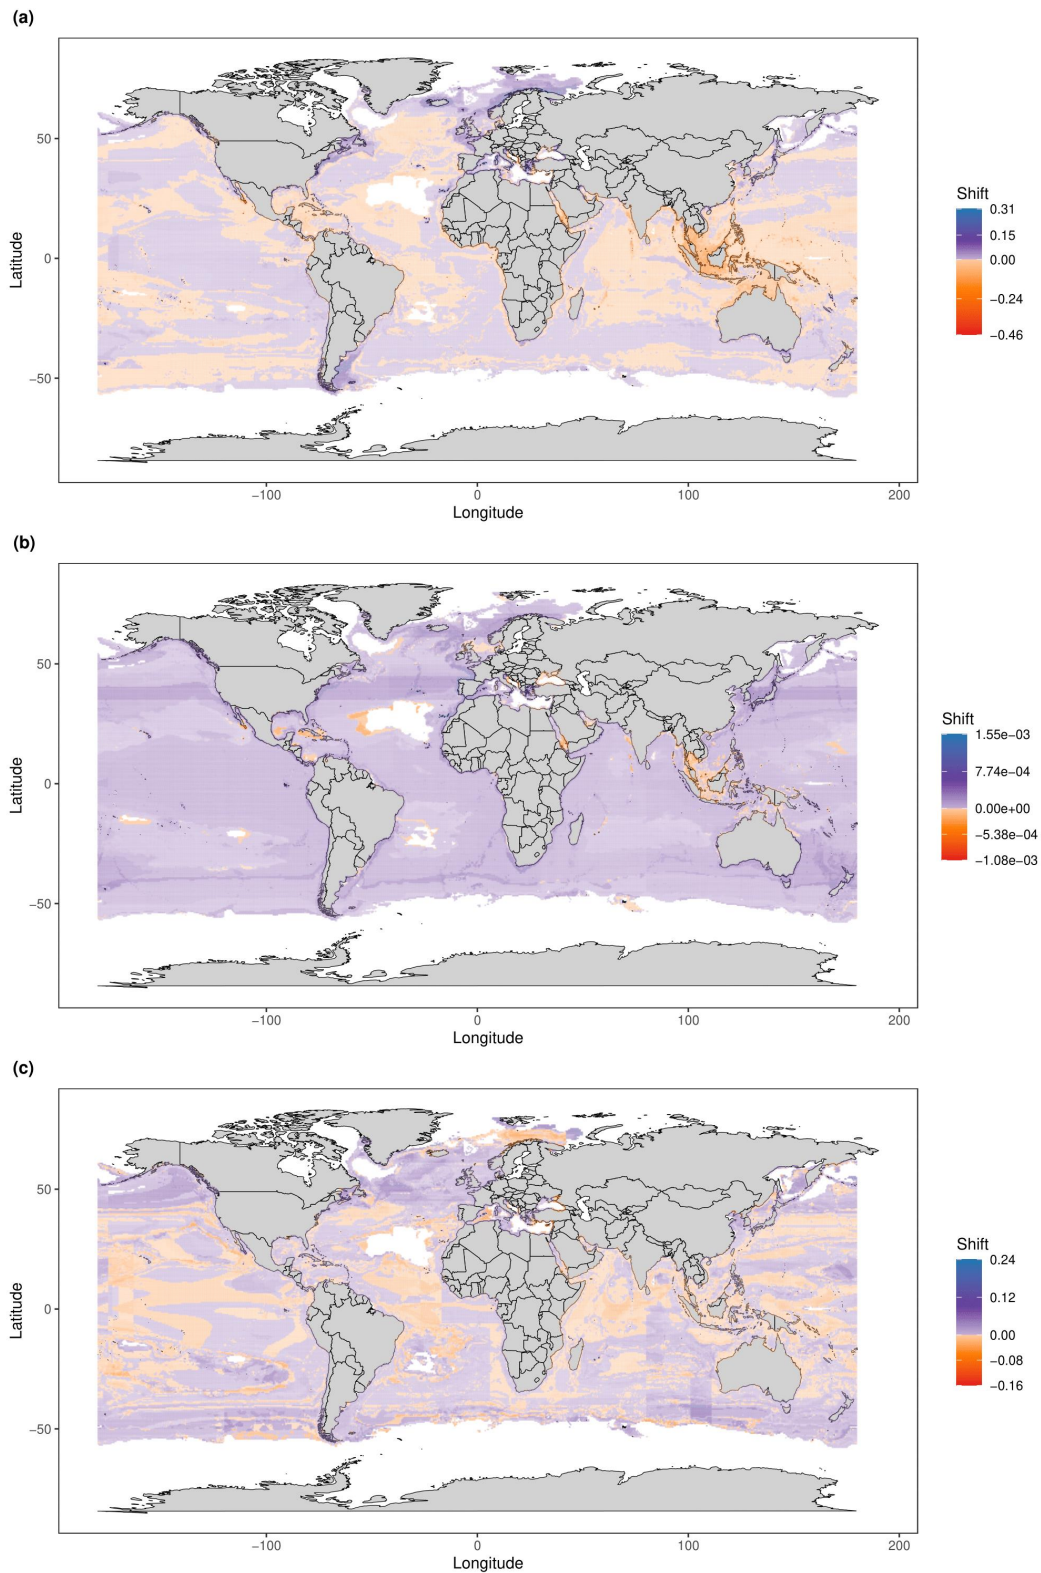 (a)
50
0
−50
−100
0
100
200
Latitude
Longitude
Shift
0.31
0.15
0.00
−0.24
−0.46
(b)
50
0
−50
−100
0
100
200
Latitude
Longitude
Shift
1.55e−03
7.74e−04
0.00e+00
−5.38e−04
−1.08e−03
(c)
50
0
−50
−100
0
100
200
Latitude
Longitude
Shift
0.24
0.12
0.00
−0.08
−0.16